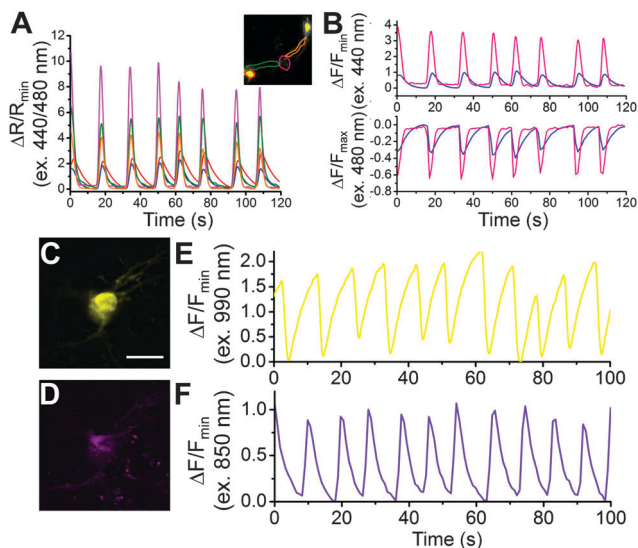 A
ΔR/Rmin
(ex. 440/480 nm)
12
10
8
6
4
2
0
0 20 40 60 80 100 120
Time (s)
B
ΔF/Fmin
(ex. 440 nm)
4
3
2
1
0
0 20 40 60 80 100 120
ΔF/Fmax
(ex. 480 nm)
0.0
-0.2
-0.4
-0.6
-0.8
0 20 40 60 80 100 120
Time (s)
C
D
E
ΔF/Fmin
(ex. 990 nm)
2.0
1.5
1.0
0.5
0.0
0 20 40 60 80 100
F
ΔF/Fmin
(ex. 850 nm)
1.0
0.5
0.0
0 20 40 60 80 100
Time (s)